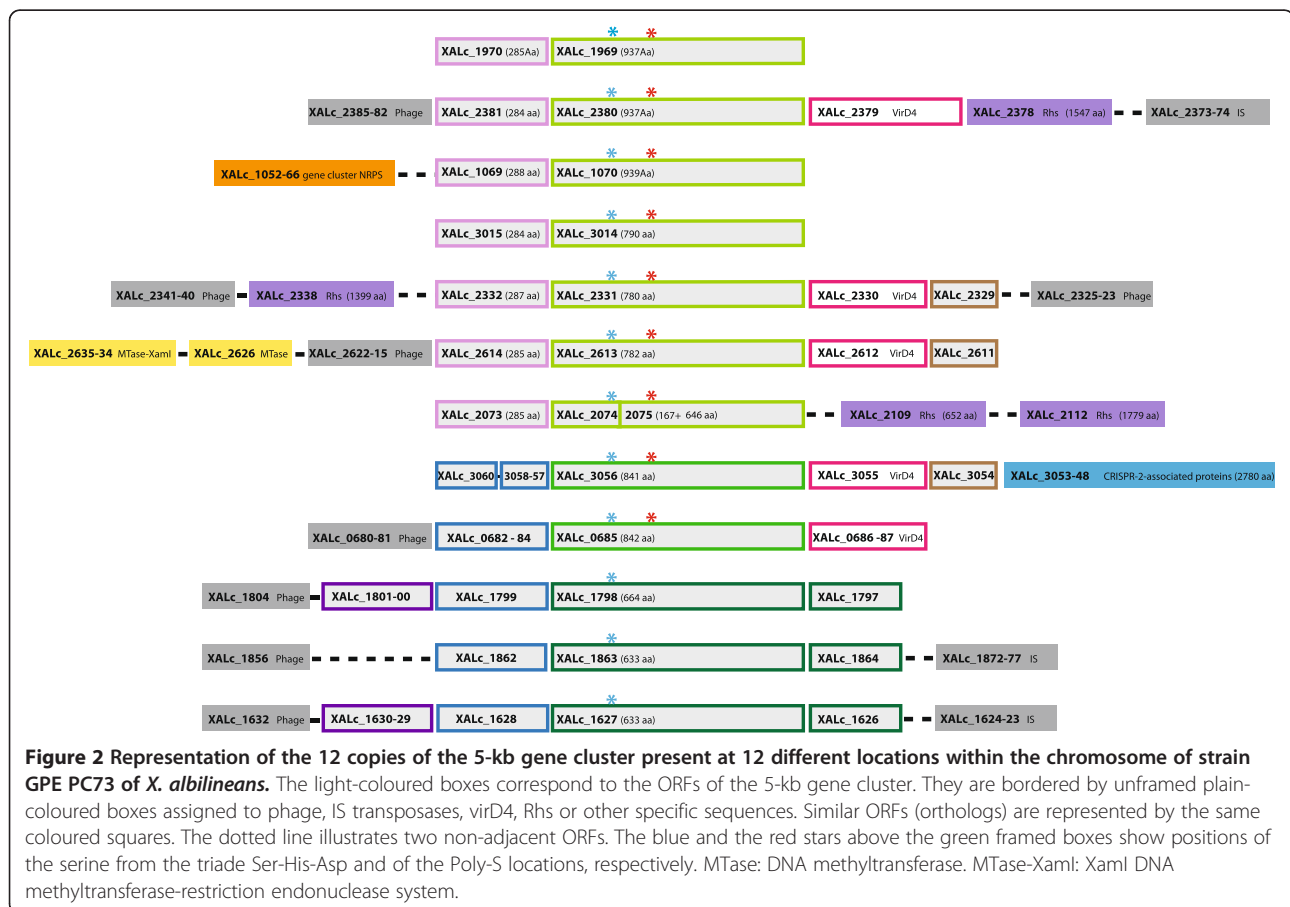 XALc_1970 (285Aa) XALc_1969 (937Aa)
XALc_2385-82 Phage XALc_2381 (284 aa) XALc_2380 (937Aa) XALc_2379 VirD4 XALc_2378 Rhs (1547 aa) XALc_2373-74 IS
XALc_1052-66 gene cluster NRPS XALc_1069 (288 aa) XALc_1070 (939Aa)
XALc_3015 (284 aa) XALc_3014 (790 aa)
XALc_2341-40 Phage XALc_2338 Rhs (1399 aa) XALc_2332 (287 aa) XALc_2331 (780 aa) XALc_2330 VirD4 XALc_2329 XALc_2325-23 Phage
XALc_2635-34 MTase-XamI XALc_2626 MTase XALc_2622-15 Phage XALc_2614 (285 aa) XALc_2613 (782 aa) XALc_2612 VirD4 XALc_2611
XALc_2073 (285 aa) XALc_2074 2075 (167+ 646 aa) XALc_2109 Rhs (652 aa) XALc_2112 Rhs (1779 aa)
XALc_3060 3058-57 XALc_3056 (841 aa) XALc_3055 VirD4 XALc_3054 XALc_3053-48 CRISPR-2-associated proteins (2780 aa)
XALc_0680-81 Phage XALc_0682 - 84 XALc_0685 (842 aa) XALc_0686 -87 VirD4
XALc_1804 Phage XALc_1801-00 XALc_1799 XALc_1798 (664 aa) XALc_1797
XALc_1856 Phage XALc_1862 XALc_1863 (633 aa) XALc_1864 XALc_1872-77 IS
XALc_1632 Phage XALc_1630-29 XALc_1628 XALc_1627 (633 aa) XALc_1626 XALc_1624-23 IS
Figure 2 Representation of the 12 copies of the 5-kb gene cluster present at 12 different locations within the chromosome of strain
GPE PC73 of X. albilineans. The light-coloured boxes correspond to the ORFs of the 5-kb gene cluster. They are bordered by unframed plain-
coloured boxes assigned to phage, IS transposases, virD4, Rhs or other specific sequences. Similar ORFs (orthologs) are represented by the same
coloured squares. The dotted line illustrates two non-adjacent ORFs. The blue and the red stars above the green framed boxes show positions of
the serine from the triade Ser-His-Asp and of the Poly-S locations, respectively. MTase: DNA methyltransferase. MTase-XamI: XamI DNA
methyltransferase-restriction endonuclease system.